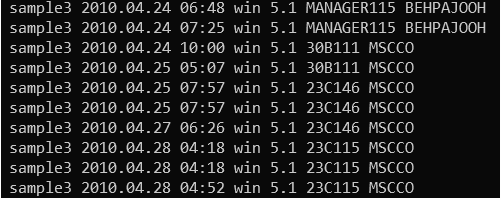 sample3 2010.04.24 06:48 win 5.1 MANAGER115 BEHPAJOOH
sample3 2010.04.24 07:25 win 5.1 MANAGER115 BEHPAJOOH
sample3 2010.04.24 10:00 win 5.1 30B111 MSCCO
sample3 2010.04.25 05:07 win 5.1 30B111 MSCCO
sample3 2010.04.25 07:57 win 5.1 23C146 MSCCO
sample3 2010.04.25 07:57 win 5.1 23C146 MSCCO
sample3 2010.04.27 06:26 win 5.1 23C146 MSCCO
sample3 2010.04.28 04:18 win 5.1 23C115 MSCCO
sample3 2010.04.28 04:18 win 5.1 23C115 MSCCO
sample3 2010.04.28 04:52 win 5.1 23C115 MSCCO